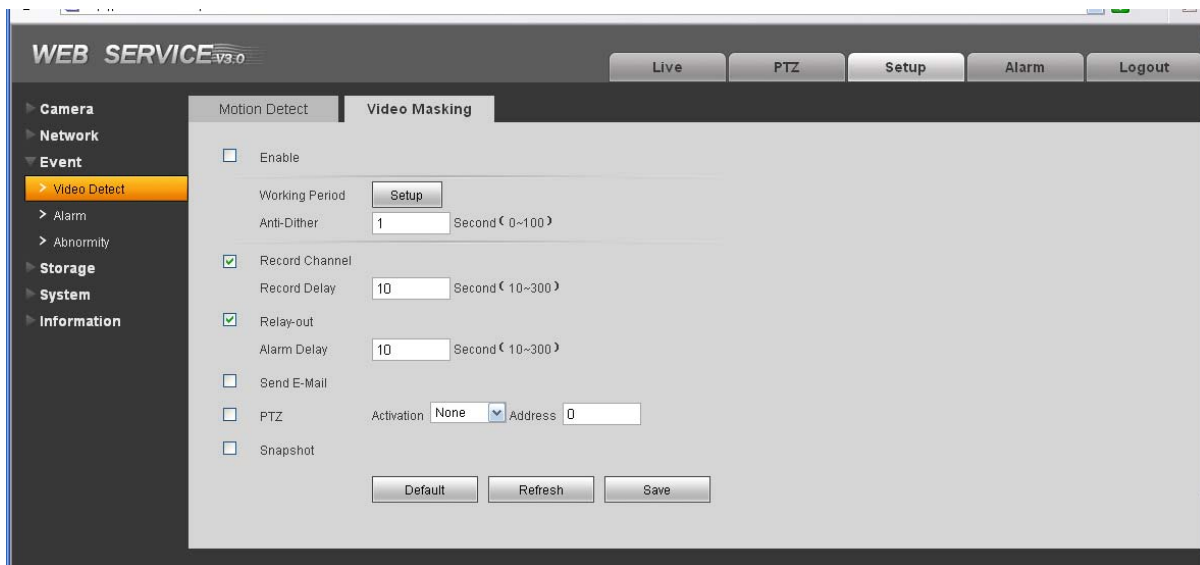 WEB SERVICE V3.0
Live PTZ Setup Alarm Logout
Camera
Network
Event
> Video Detect
> Alarm
> Abnormity
Storage
System
Information
Motion Detect Video Masking
Enable
Working Period Setup
Anti-Dither 1 Second ( 0~100 )
Record Channel
Record Delay 10 Second ( 10~300 )
Relay-out
Alarm Delay 10 Second ( 10~300 )
Send E-Mail
PTZ Activation None Address 0
Snapshot
Default Refresh Save